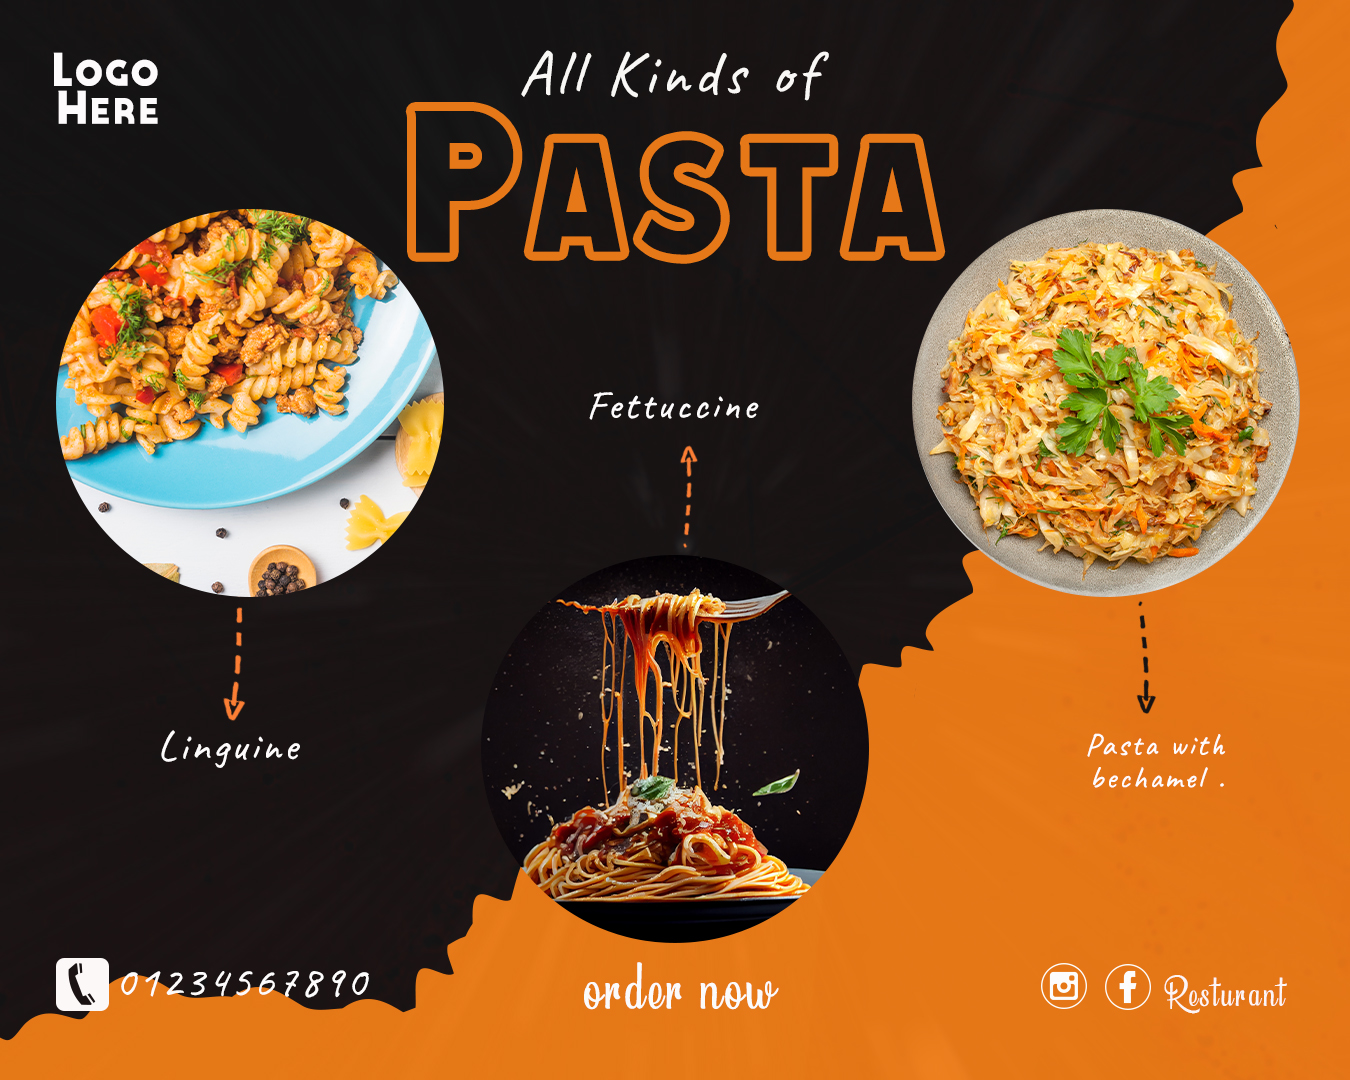 LOGO
HERE
All Kinds of
PASTA
Fettuccine
Linguine
Pasta with
bechamel .
01234567890
order now
Resturant